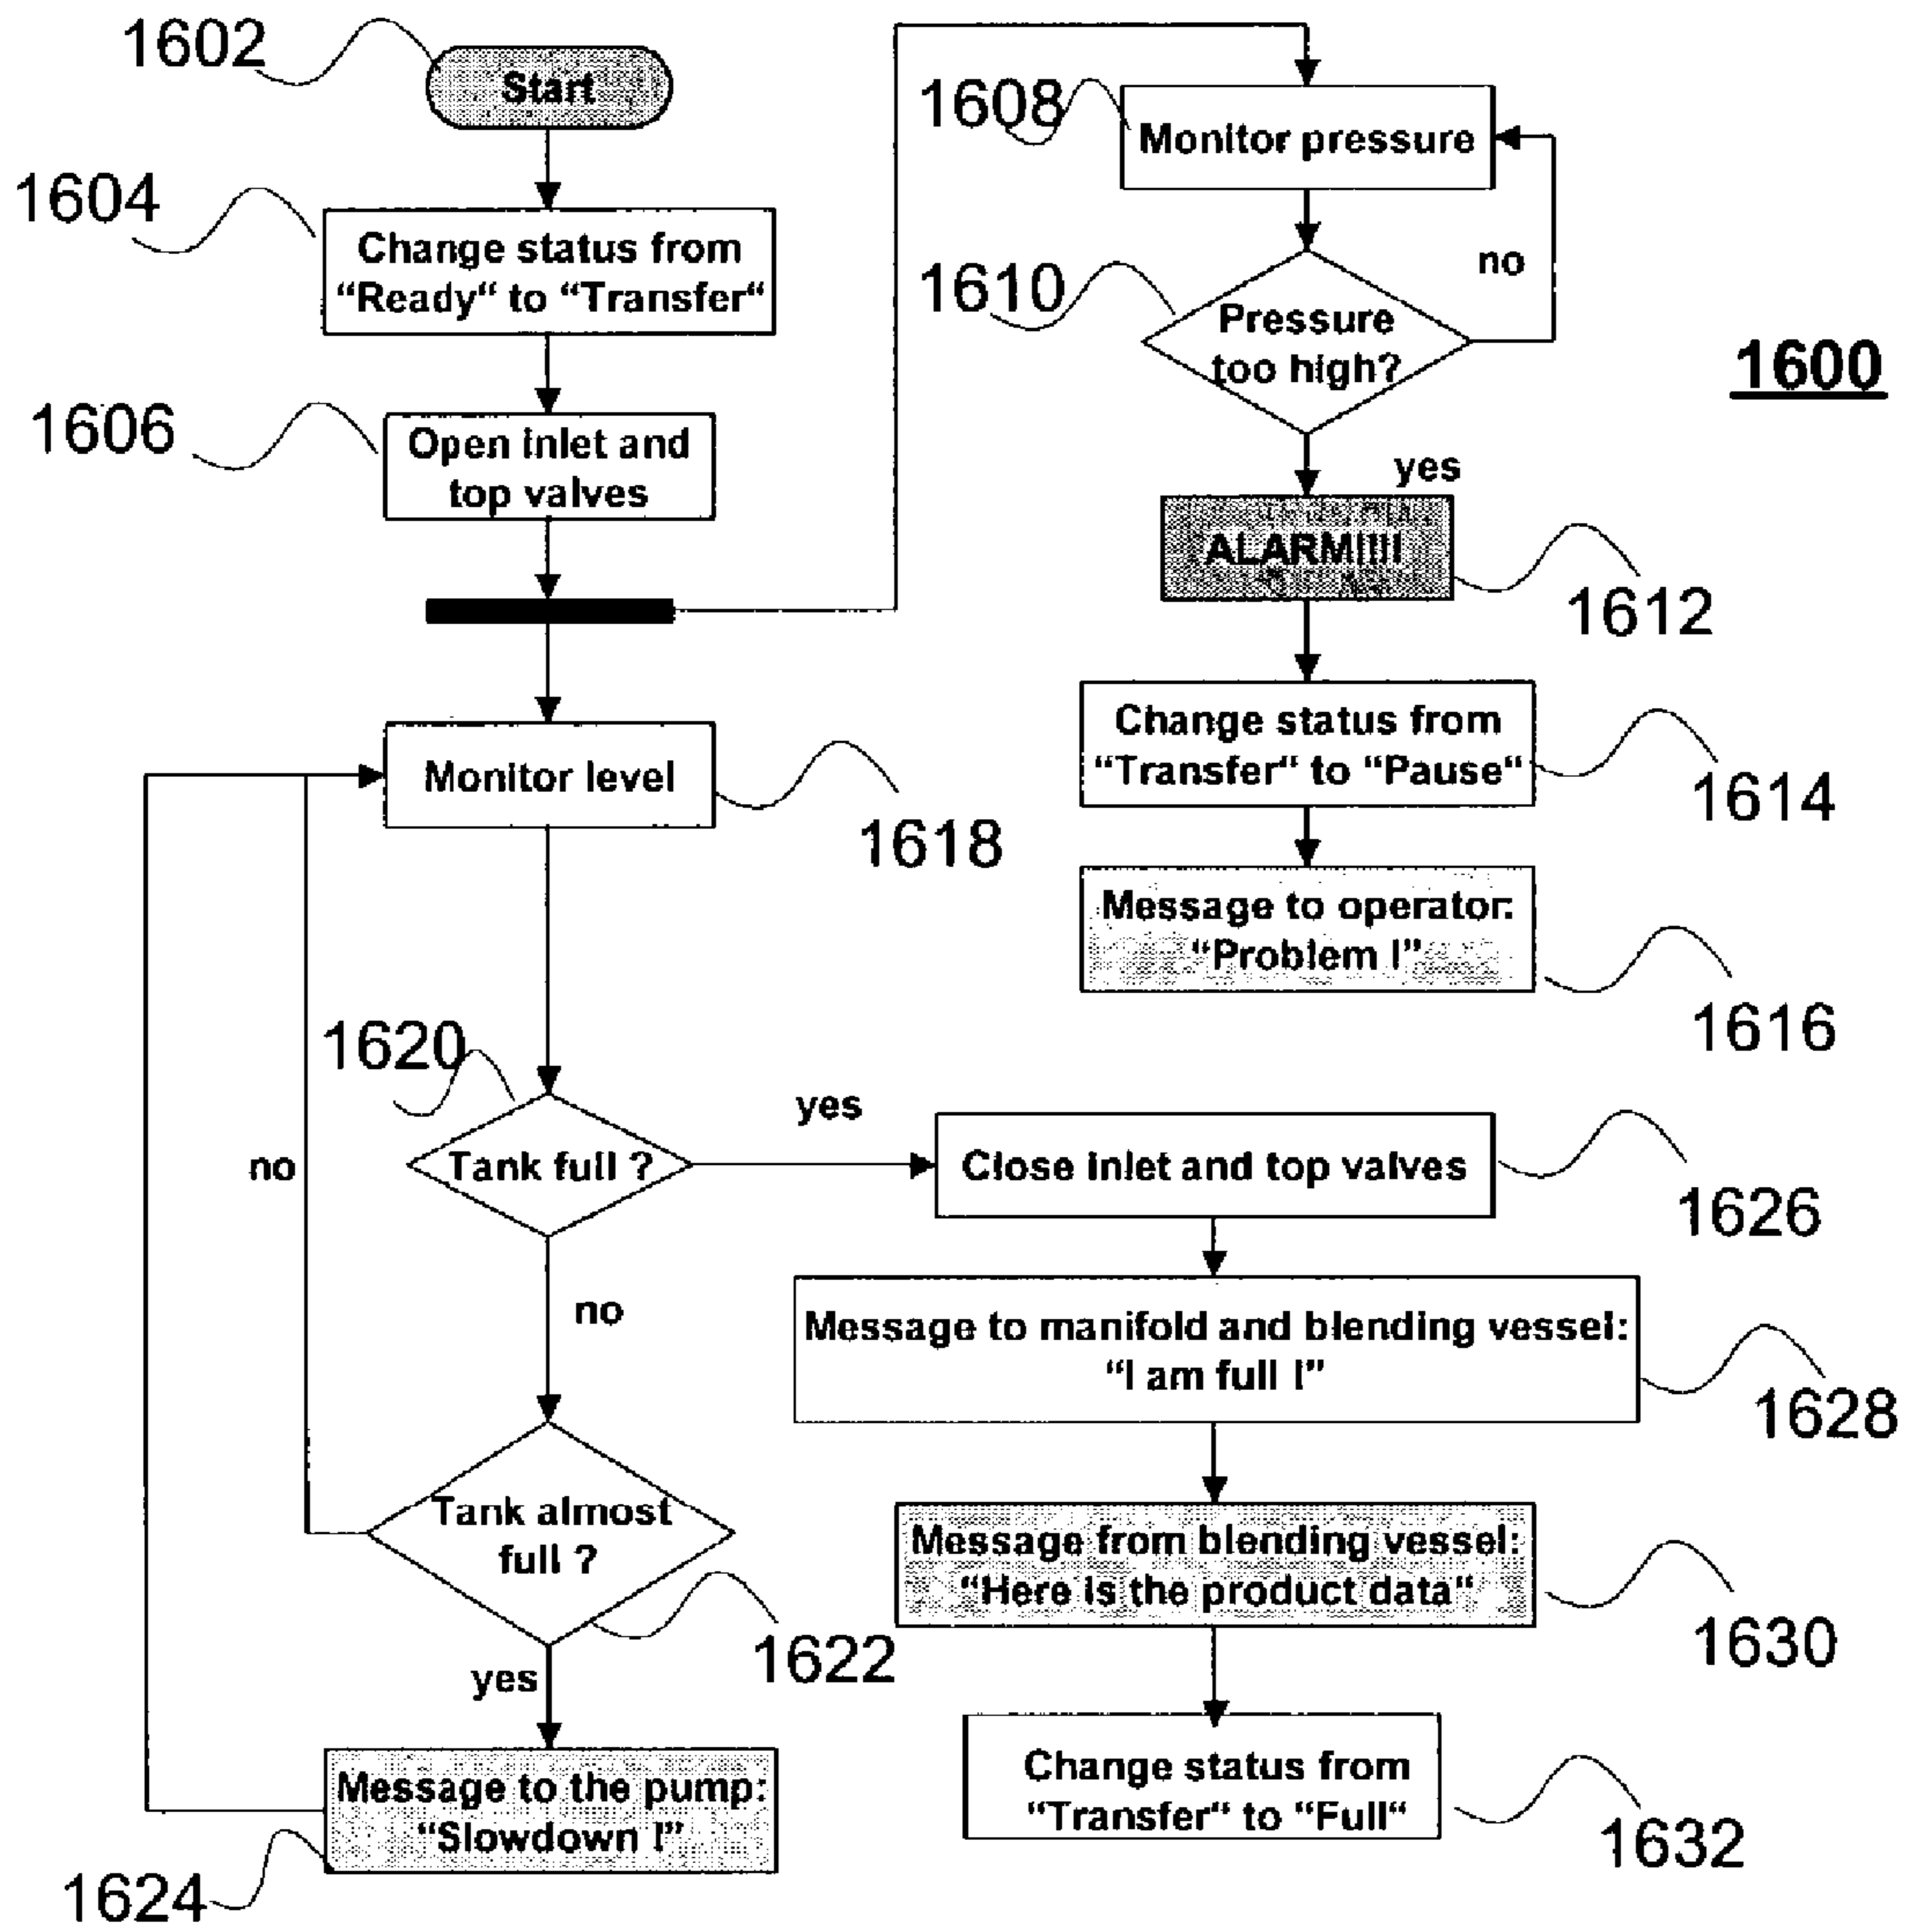 1602
Start
1604
Change status from
“Ready“ to “Transfer“
1606
Open inlet and
top valves
1608
Monitor pressure
1610
Pressure
too high?
no
yes
1600
ALARM!!!!
1612
Change status from
“Transfer“ to “Pause“
1614
Message to operator:
“Problem !”
1616
Monitor level
1618
1620
Tank full ?
yes
no
no
Close inlet and top valves
1626
Message to manifold and blending vessel:
“I am full !”
1628
Tank almost
full ?
1622
yes
Message from blending vessel:
“Here is the product data“
1630
Message to the pump:
“Slowdown !”
1624
Change status from
“Transfer“ to “Full“
1632